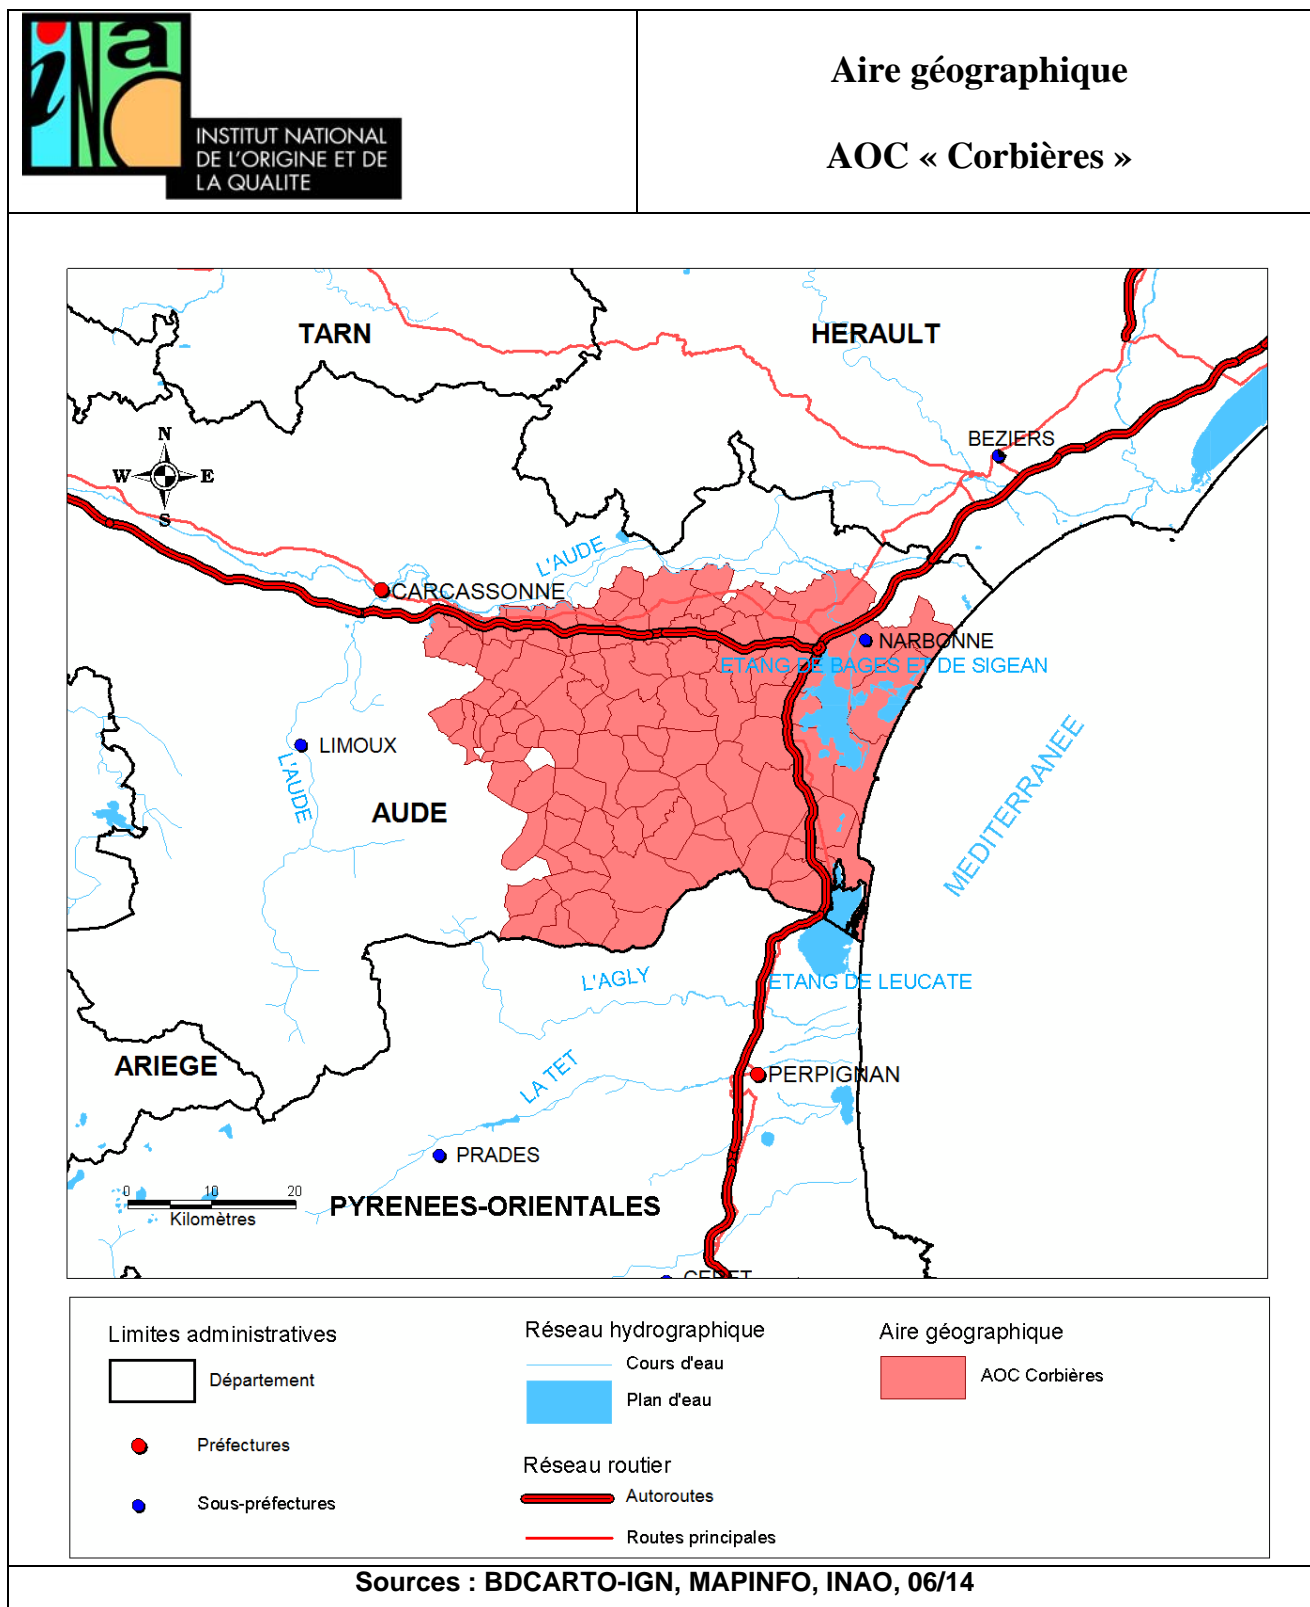 iNao
INSTITUT NATIONAL
DE L'ORIGINE ET DE
LA QUALITE
Aire géographique
AOC « Corbières »
TARN
HERAULT
N
W
E
S
BEZIERS
L'AUDE
CARCASSONNE
NARBONNE
ETANG DE BAGES ET DE SIGEAN
LIMOUX
L'AUDE
AUDE
MEDITERRANEE
L'AGLY
ETANG DE LEUCATE
ARIEGE
LA TET
PERPIGNAN
PRADES
0 10 20
Kilomètres
PYRENEES-ORIENTALES
CERET
Limites administratives
Département
Préfectures
Sous-préfectures
Réseau hydrographique
Cours d'eau
Plan d'eau
Réseau routier
Autoroutes
Routes principales
Aire géographique
AOC Corbières
Sources : BDCARTO-IGN, MAPINFO, INAO, 06/14